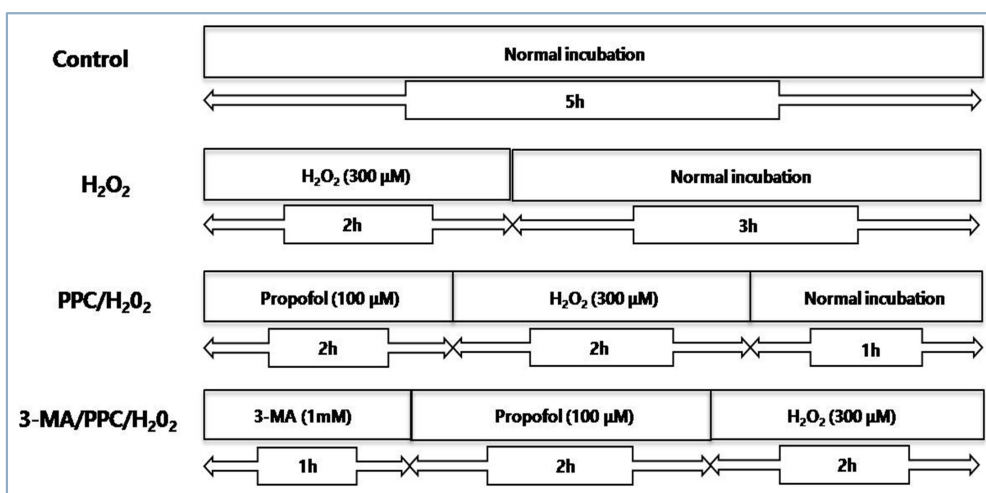 Control
Normal incubation
5h
H₂O₂
H₂O₂ (300 μM)
Normal incubation
2h
3h
PPC/H₂0₂
Propofol (100 μM)
H₂O₂ (300 μM)
Normal incubation
2h
2h
1h
3-MA/PPC/H₂0₂
3-MA (1mM)
Propofol (100 μM)
H₂O₂ (300 μM)
1h
2h
2h